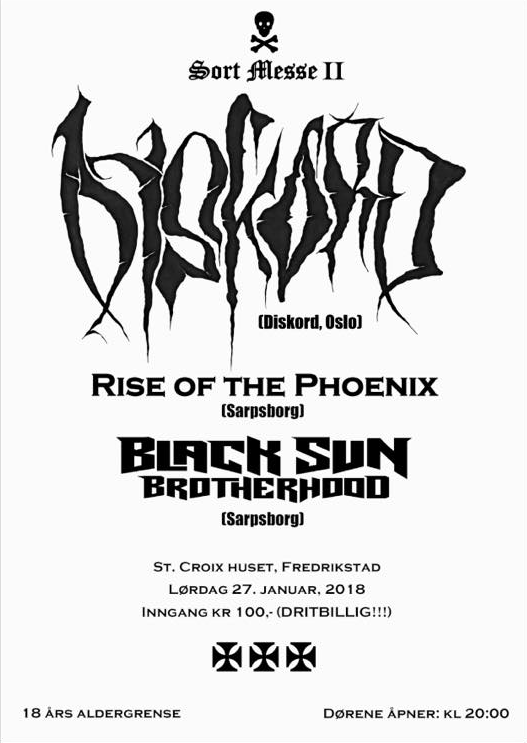 Sort Messe II
DISKORD
(Diskord, Oslo)
RISE OF THE PHOENIX
(Sarpsborg)
BLACK SUN
BROTHERHOOD
(Sarpsborg)
ST. CROIX HUSET, FREDRIKSTAD
LØRDAG 27. JANUAR, 2018
INNGANG KR 100,- (DRITBILLIG!!!)
18 ÅRS ALDERGRENSE
DØRENE ÅPNER: KL 20:00